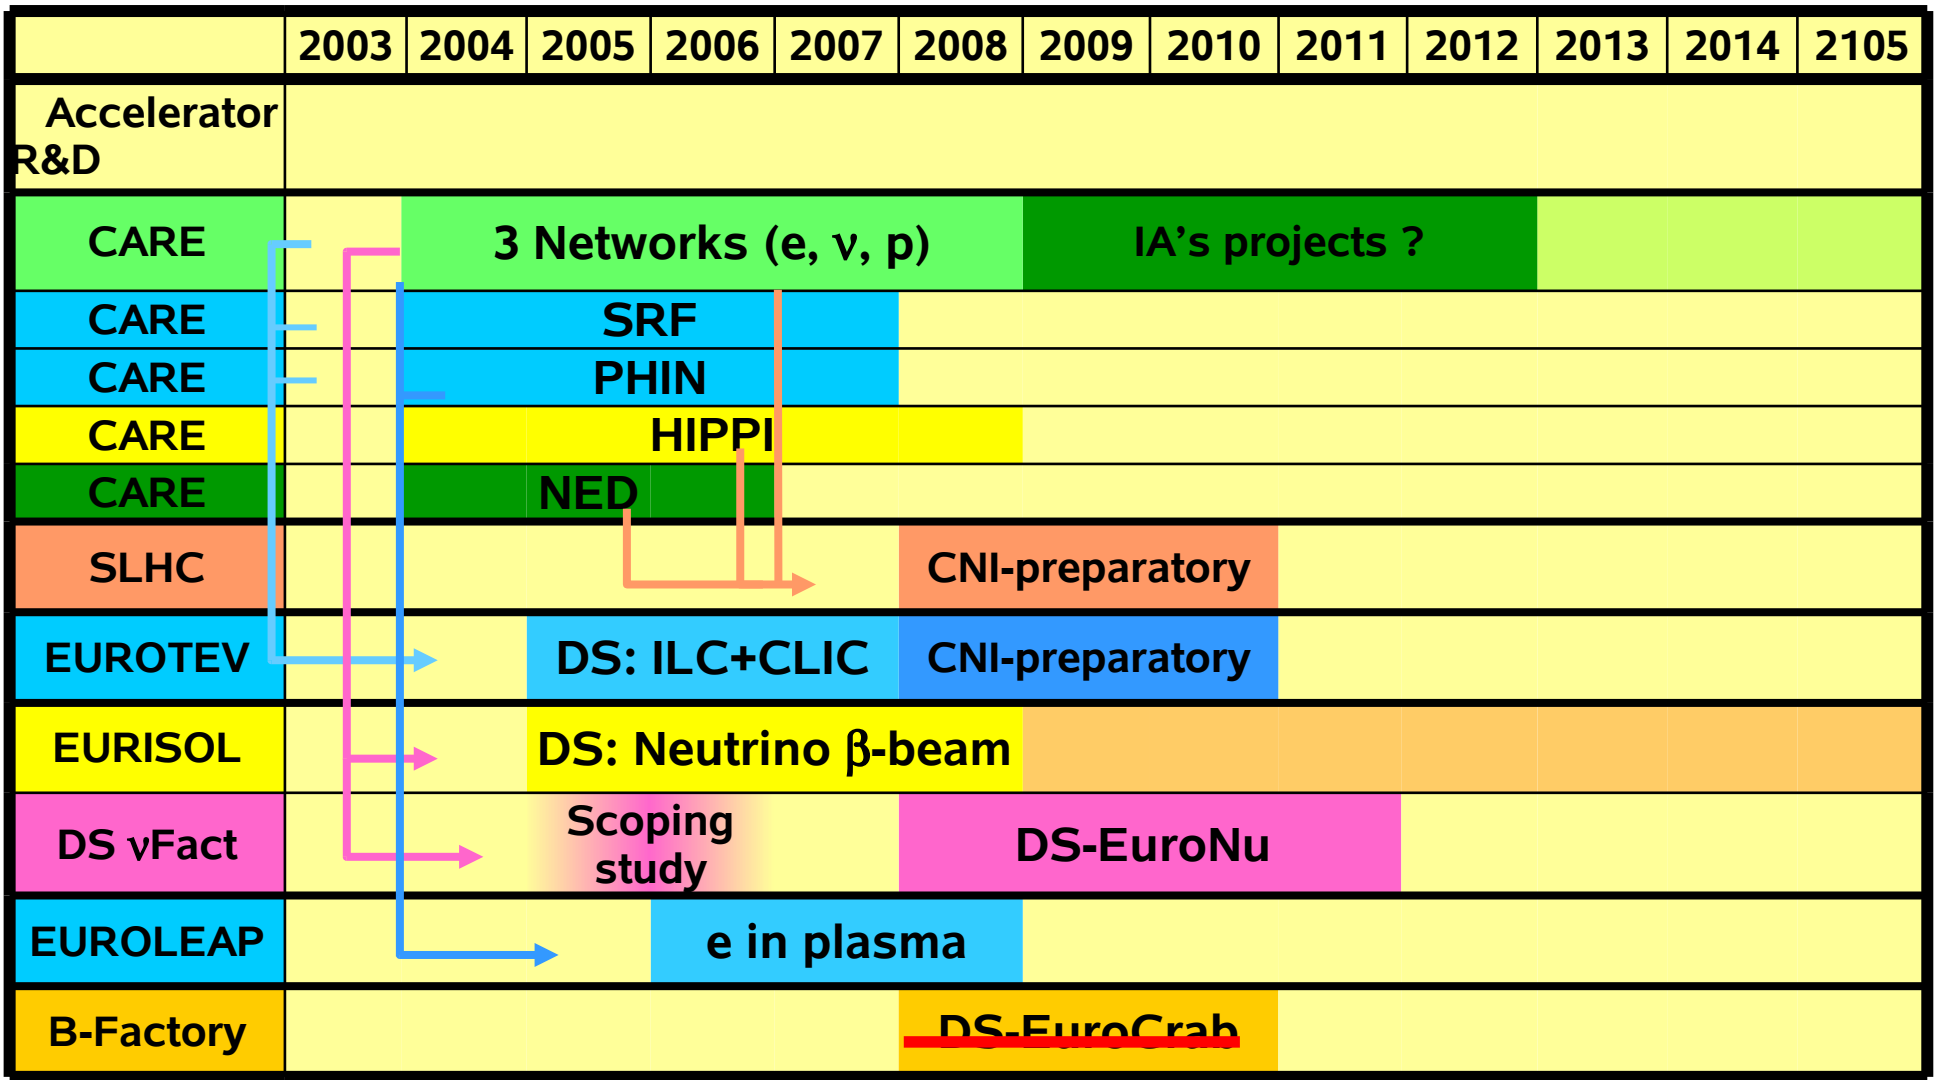 2003 2004 2005 2006 2007 2008 2009 2010 2011 2012 2013 2014 2105
Accelerator
R&D
CARE 3 Networks (e, ν, p) IA's projects ?
CARE SRF
CARE PHIN
CARE HIPPI
CARE NED
SLHC CNI-preparatory
EUROTEV DS: ILC+CLIC CNI-preparatory
EURISOL DS: Neutrino β-beam
DS νFact Scoping
study DS-EuroNu
EUROLEAP e in plasma
B-Factory DS-EuroCrab